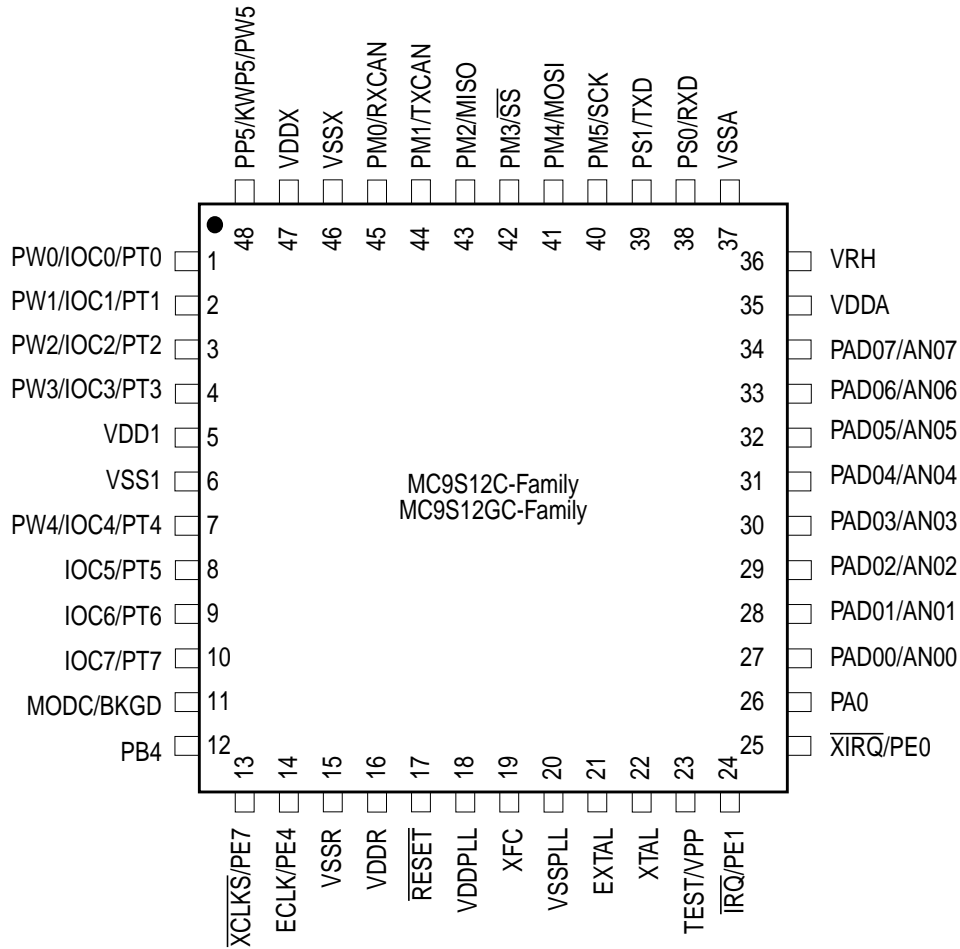 PP5/KWP5/PW5
VDDX
VSSX
PM0/RXCAN
PM1/TXCAN
PM2/MISO
PM3/S̅S̅
PM4/MOSI
PM5/SCK
PS1/TXD
PS0/RXD
VSSA
48
47
46
45
44
43
42
41
40
39
38
37
PW0/IOC0/PT0
1
PW1/IOC1/PT1
2
PW2/IOC2/PT2
3
PW3/IOC3/PT3
4
VDD1
5
VSS1
6
PW4/IOC4/PT4
7
IOC5/PT5
8
IOC6/PT6
9
IOC7/PT7
10
MODC/BKGD
11
PB4
12
MC9S12C-Family
MC9S12GC-Family
36
VRH
35
VDDA
34
PAD07/AN07
33
PAD06/AN06
32
PAD05/AN05
31
PAD04/AN04
30
PAD03/AN03
29
PAD02/AN02
28
PAD01/AN01
27
PAD00/AN00
26
PA0
25
X̅I̅R̅Q̅/PE0
13
14
15
16
17
18
19
20
21
22
23
24
X̅C̅L̅K̅S̅/PE7
ECLK/PE4
VSSR
VDDR
R̅E̅S̅E̅T̅
VDDPLL
XFC
VSSPLL
EXTAL
XTAL
TEST/VPP
I̅R̅Q̅/PE1